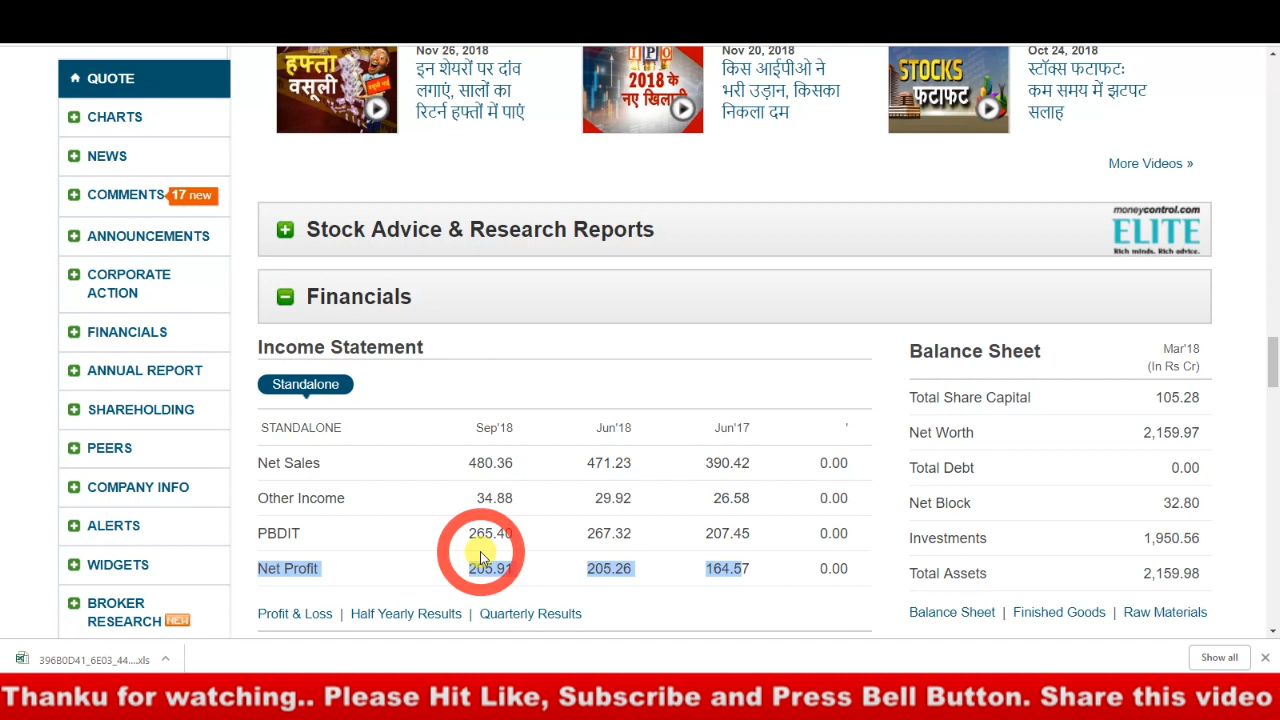 Nov 26, 2018
Nov 20, 2018
Oct 24, 2018
हफ्ता
वसूली
इन शेयरों पर दांव
लगाएं, सालों का
रिटर्न हफ्तों में पाएं
IPO
2018 के
नए खिलाड़ी
किस आईपीओ ने
भरी उड़ान, किसका
निकला दम
STOCKS
फटाफट
स्टॉक्स फटाफटः
कम समय में झटपट
सलाह
More Videos »
QUOTE
CHARTS
NEWS
COMMENTS 17 new
ANNOUNCEMENTS
CORPORATE
ACTION
FINANCIALS
ANNUAL REPORT
SHAREHOLDING
PEERS
COMPANY INFO
ALERTS
WIDGETS
BROKER
RESEARCH NEW
Stock Advice & Research Reports
moneycontrol.com
ELITE
Rich minds. Rich advice.
Financials
Income Statement
Standalone
STANDALONE Sep'18 Jun'18 Jun'17 '
Net Sales 480.36 471.23 390.42 0.00
Other Income 34.88 29.92 26.58 0.00
PBDIT 265.40 267.32 207.45 0.00
Net Profit 205.91 205.26 164.57 0.00
Profit & Loss | Half Yearly Results | Quarterly Results
Balance Sheet Mar'18
(In Rs Cr)
Total Share Capital 105.28
Net Worth 2,159.97
Total Debt 0.00
Net Block 32.80
Investments 1,950.56
Total Assets 2,159.98
Balance Sheet | Finished Goods | Raw Materials
396B0D41_6E03_44....xls
Show all
Thanku for watching.. Please Hit Like, Subscribe and Press Bell Button. Share this video